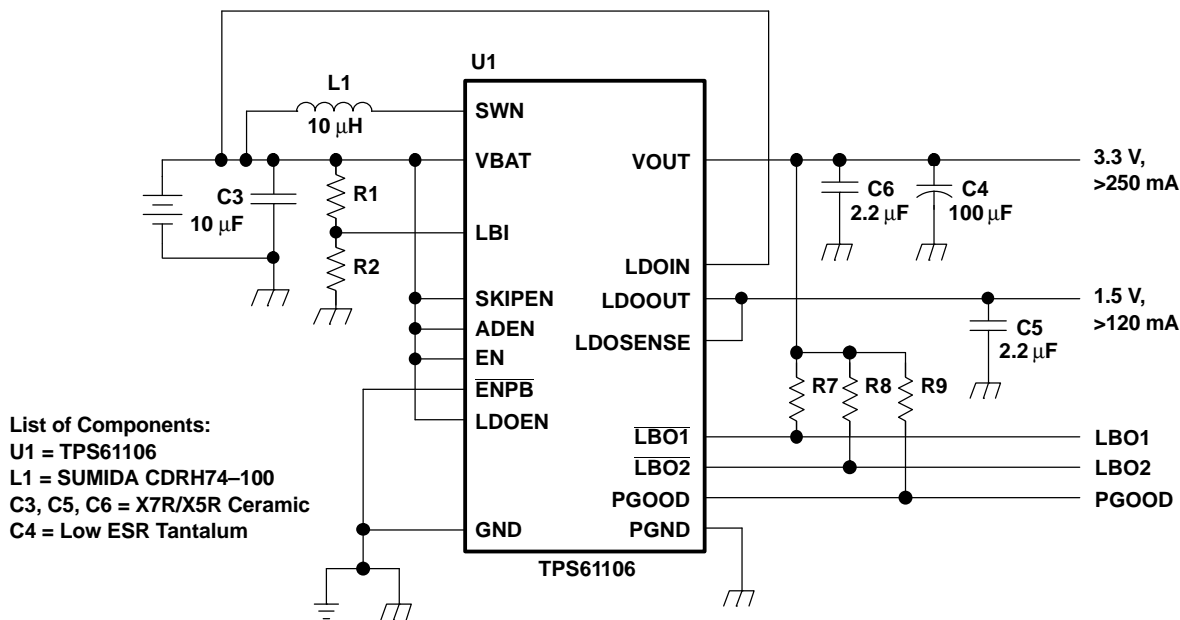 U1
L1
10 μH
SWN
VBAT
VOUT
3.3 V,
>250 mA
C3
10 μF
R1
C6
2.2 μF
C4
100 μF
LBI
R2
LDOIN
SKIPEN
LDOOUT
1.5 V,
>120 mA
ADEN
LDOSENSE
C5
2.2 μF
EN
ENPB
R7
R8
R9
LDOEN
List of Components:
U1 = TPS61106
L1 = SUMIDA CDRH74–100
C3, C5, C6 = X7R/X5R Ceramic
C4 = Low ESR Tantalum
LBO1
LBO1
LBO2
LBO2
PGOOD
PGOOD
GND
PGND
TPS61106